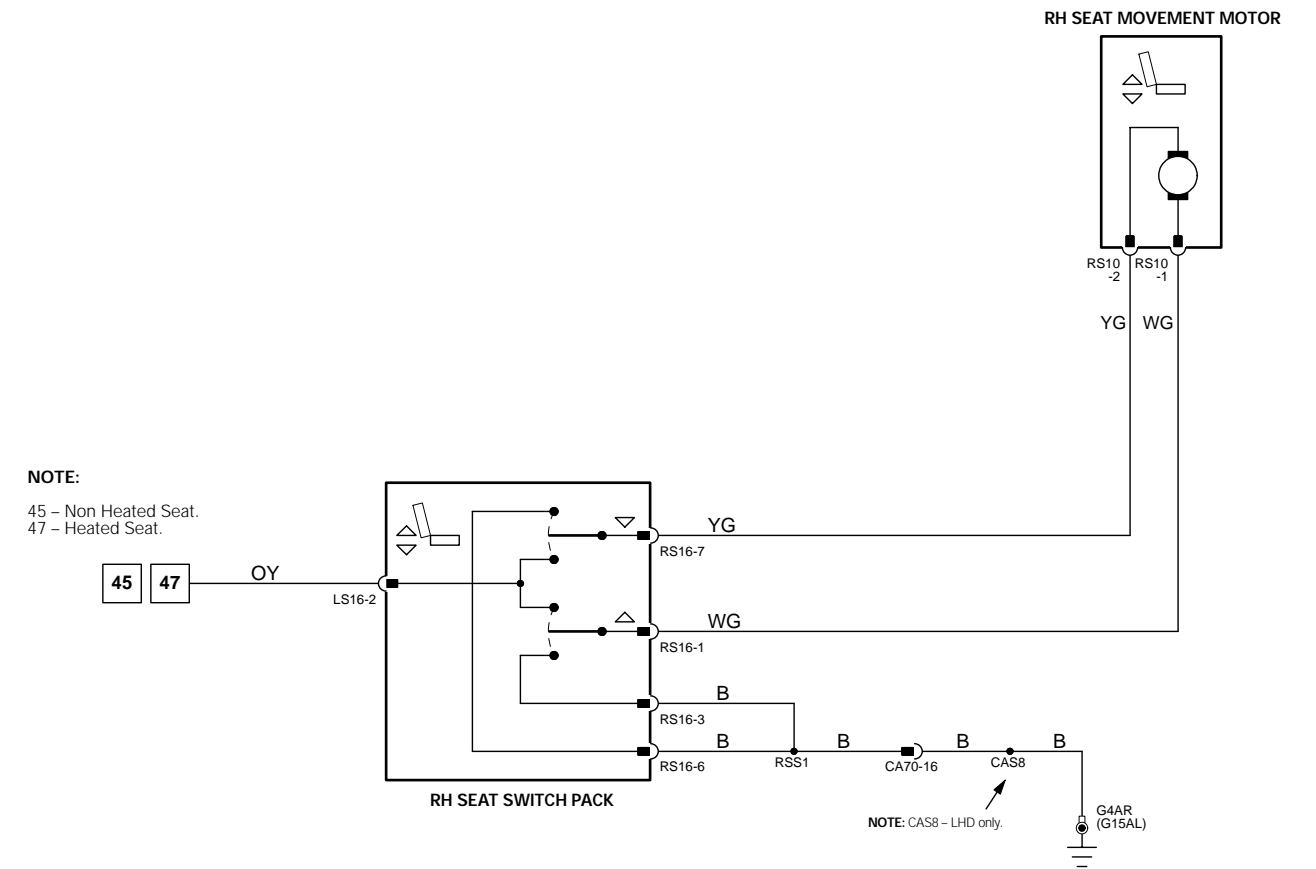 RH SEAT MOVEMENT MOTOR
RS10
-2
RS10
-1
YG
WG
NOTE:
45 – Non Heated Seat.
47 – Heated Seat.
45
47
OY
LS16-2
YG
RS16-7
WG
RS16-1
B
RS16-3
B
RS16-6
RSS1
B
CA70-16
B
CAS8
B
NOTE: CAS8 – LHD only.
G4AR
(G15AL)
RH SEAT SWITCH PACK